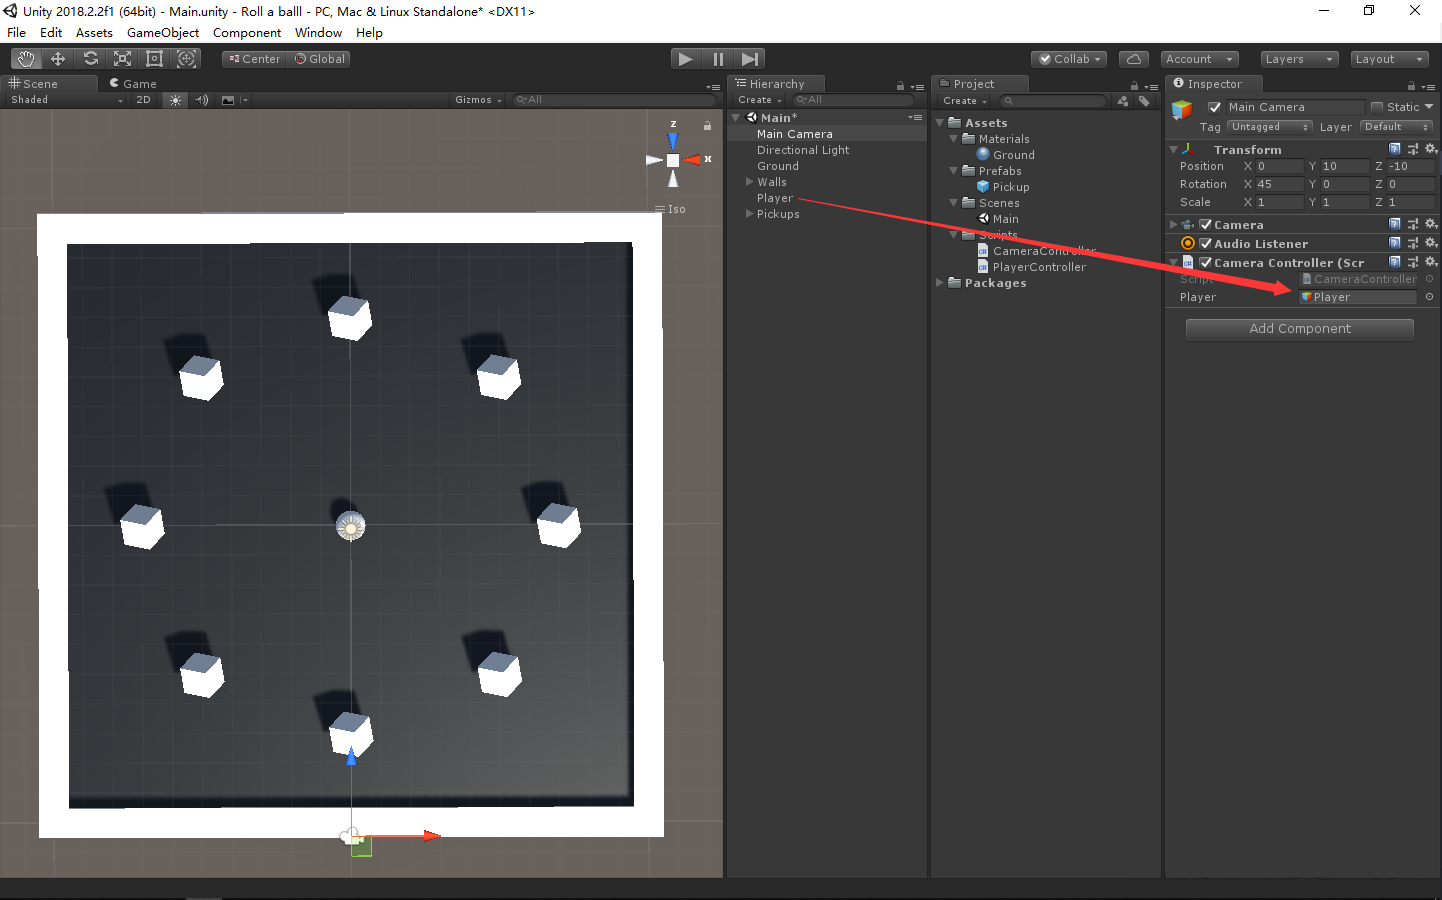 Unity 2018.2.2f1 (64bit) - Main.unity - Roll a balll - PC, Mac & Linux Standalone* <DX11>
File Edit Assets GameObject Component Window Help
Center Global Collab Account Layers Layout
Scene Game
Shaded 2D Gizmos All
z
x
Iso
Hierarchy
Create All
Main*
Main Camera
Directional Light
Ground
Walls
Player
Pickups
Project
Create
Assets
Materials
Ground
Prefabs
Pickup
Scenes
Main
Scripts
CameraController
PlayerController
Packages
Inspector
Main Camera Static
Tag Untagged Layer Default
Transform
Position X 0 Y 10 Z -10
Rotation X 45 Y 0 Z 0
Scale X 1 Y 1 Z 1
Camera
Audio Listener
Camera Controller (Scr
Script CameraController
Player Player
Add Component